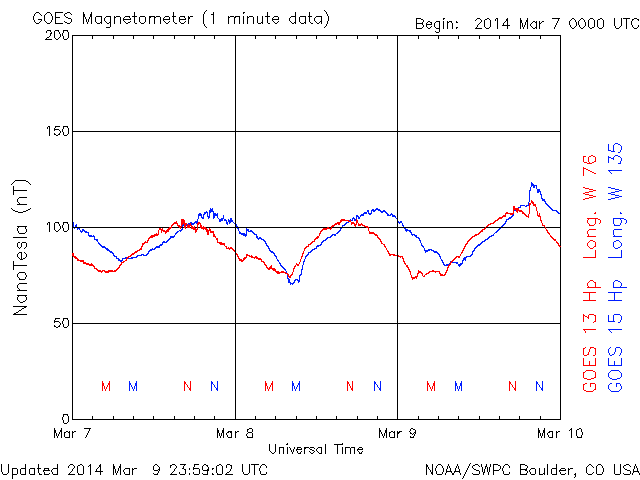 GOES Magnetometer (1 minute data)
Begin: 2014 Mar 7 0000 UTC
200
150
100
50
0
NanoTesla (nT)
M M N N M M N N M M N N
Mar 7 Mar 8 Mar 9 Mar 10
Universal Time
GOES 13 Hp Long. W 76
GOES 15 Hp Long. W 135
Updated 2014 Mar 9 23:59:02 UTC
NOAA/SWPC Boulder, CO USA